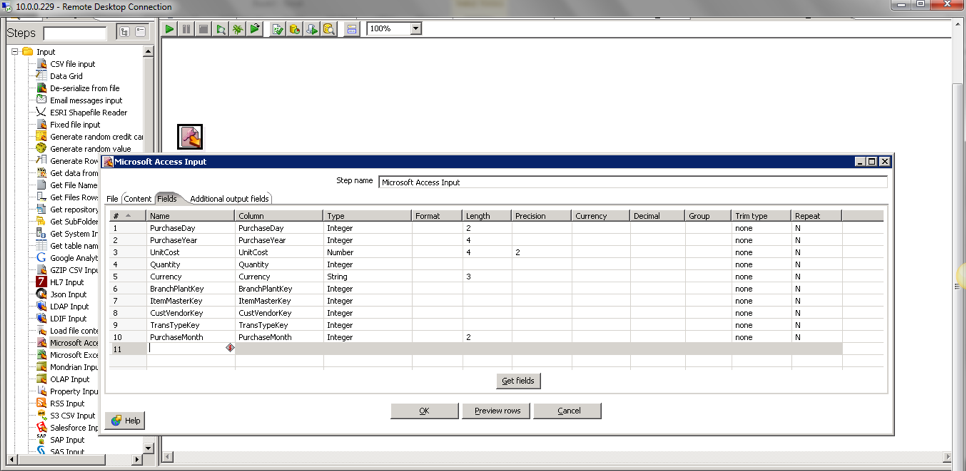 10.0.0.229 - Remote Desktop Connection
Steps
100%
Input
CSV file input
Data Grid
De-serialize from file
Email messages input
ESRI Shapefile Reader
Fixed file input
Generate random credit ca
Generate random value
Generate Row
Get data from
Get File Name
Get Files Rows
Get repository
Get SubFolder
Get System In
Get table nam
Google Analyt
GZIP CSV Inpu
HL7 Input
Json Input
LDAP Input
LDIF Input
Load file conte
Microsoft Acce
Microsoft Exce
Mondrian Input
OLAP Input
Property Input
RSS Input
S3 CSV Input
Salesforce Inpu
SAP Input
SAS Input
Microsoft Access Input
Step name Microsoft Access Input
File Content Fields Additional output fields
# Name Column Type Format Length Precision Currency Decimal Group Trim type Repeat
1 PurchaseDay PurchaseDay Integer 2 none N
2 PurchaseYear PurchaseYear Integer 4 none N
3 UnitCost UnitCost Number 4 2 none N
4 Quantity Quantity Integer none N
5 Currency Currency String 3 none N
6 BranchPlantKey BranchPlantKey Integer none N
7 ItemMasterKey ItemMasterKey Integer none N
8 CustVendorKey CustVendorKey Integer none N
9 TransTypeKey TransTypeKey Integer none N
10 PurchaseMonth PurchaseMonth Integer 2 none N
11
Get fields
OK Preview rows Cancel
Help